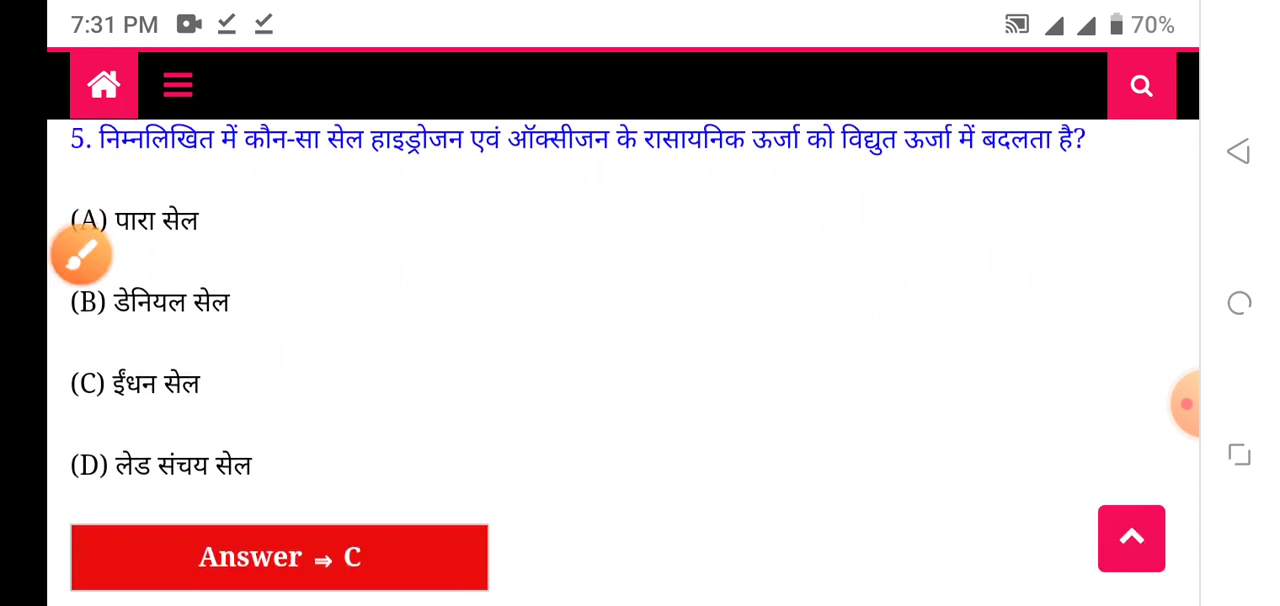 7:31 PM 70%
5. निम्नलिखित में कौन-सा सेल हाइड्रोजन एवं ऑक्सीजन के रासायनिक ऊर्जा को विद्युत ऊर्जा में बदलता है?
(A) पारा सेल
(B) डेनियल सेल
(C) ईंधन सेल
(D) लेड संचय सेल
Answer ⇒ C